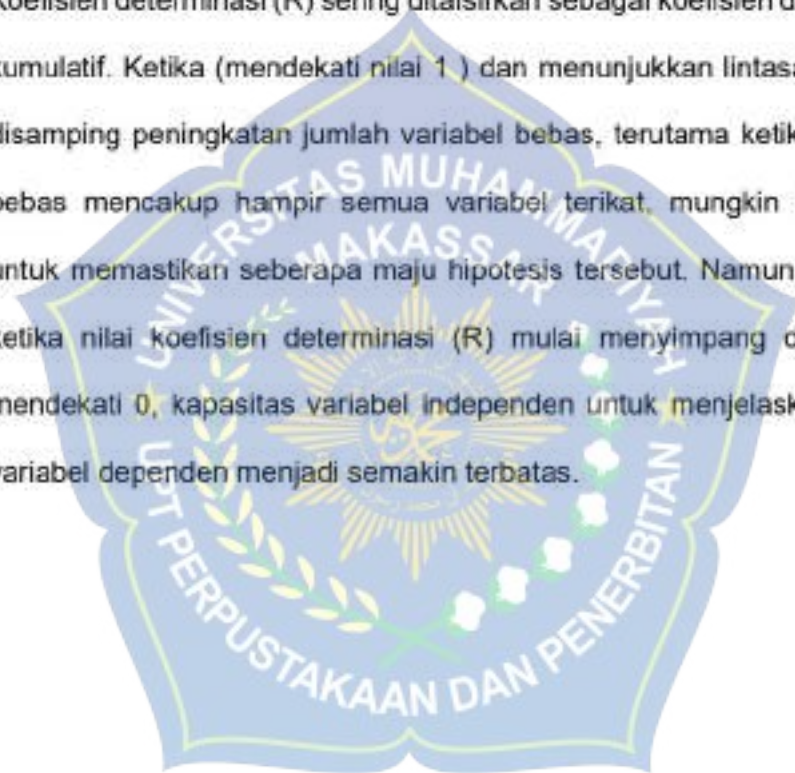 Koefisien determinasi (R) sering ditafsirkan sebagai koefisien
kumulatif. Ketika (mendekati nilai 1 ) dan menunjukkan
disamping peningkatan jumlah variabel bebas, terutama
bebas mencakup hampir semua variabel terikat, mungkin
untuk memastikan seberapa maju hipotesis tersebut. Namun
ketika nilai koefisien determinasi (R) mulai menyimpang
mendekati 0, kapasitas variabel independen untuk
variabel dependen menjadi semakin terbatas.
UNIVERSITAS MUHAMMADIYAH
MAKASSAR
UPT PERPUSTAKAAN DAN PENERBITAN